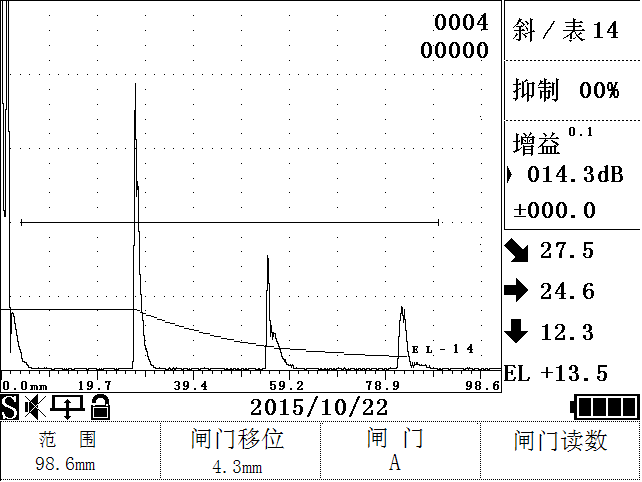 0004
00000
斜/表14
抑制 00%
增益 0.1
014.3dB
±000.0
27.5
24.6
12.3
EL +13.5
EL-14
0.0mm 19.7 39.4 59.2 78.9 98.6
S 2015/10/22
范 围
98.6mm
闸门移位
4.3mm
闸 门
A
闸门读数